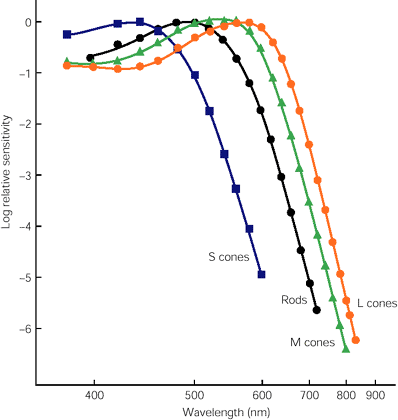 0
−1
−2
−3
−4
−5
−6
Log relative sensitivity
S cones
Rods
L cones
M cones
400 500 600 700 800 900
Wavelength (nm)